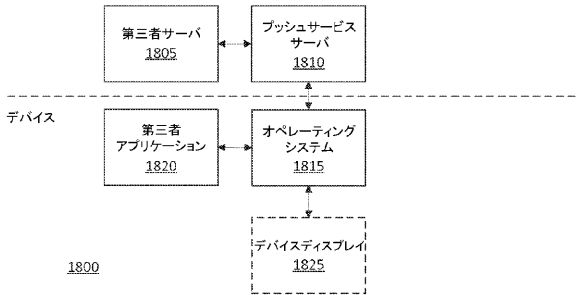 第三者サーバ
1805
プッシュサービス
サーバ
1810
デバイス
第三者
アプリケーション
1820
オペレーティング
システム
1815
デバイスディスプレイ
1825
1800